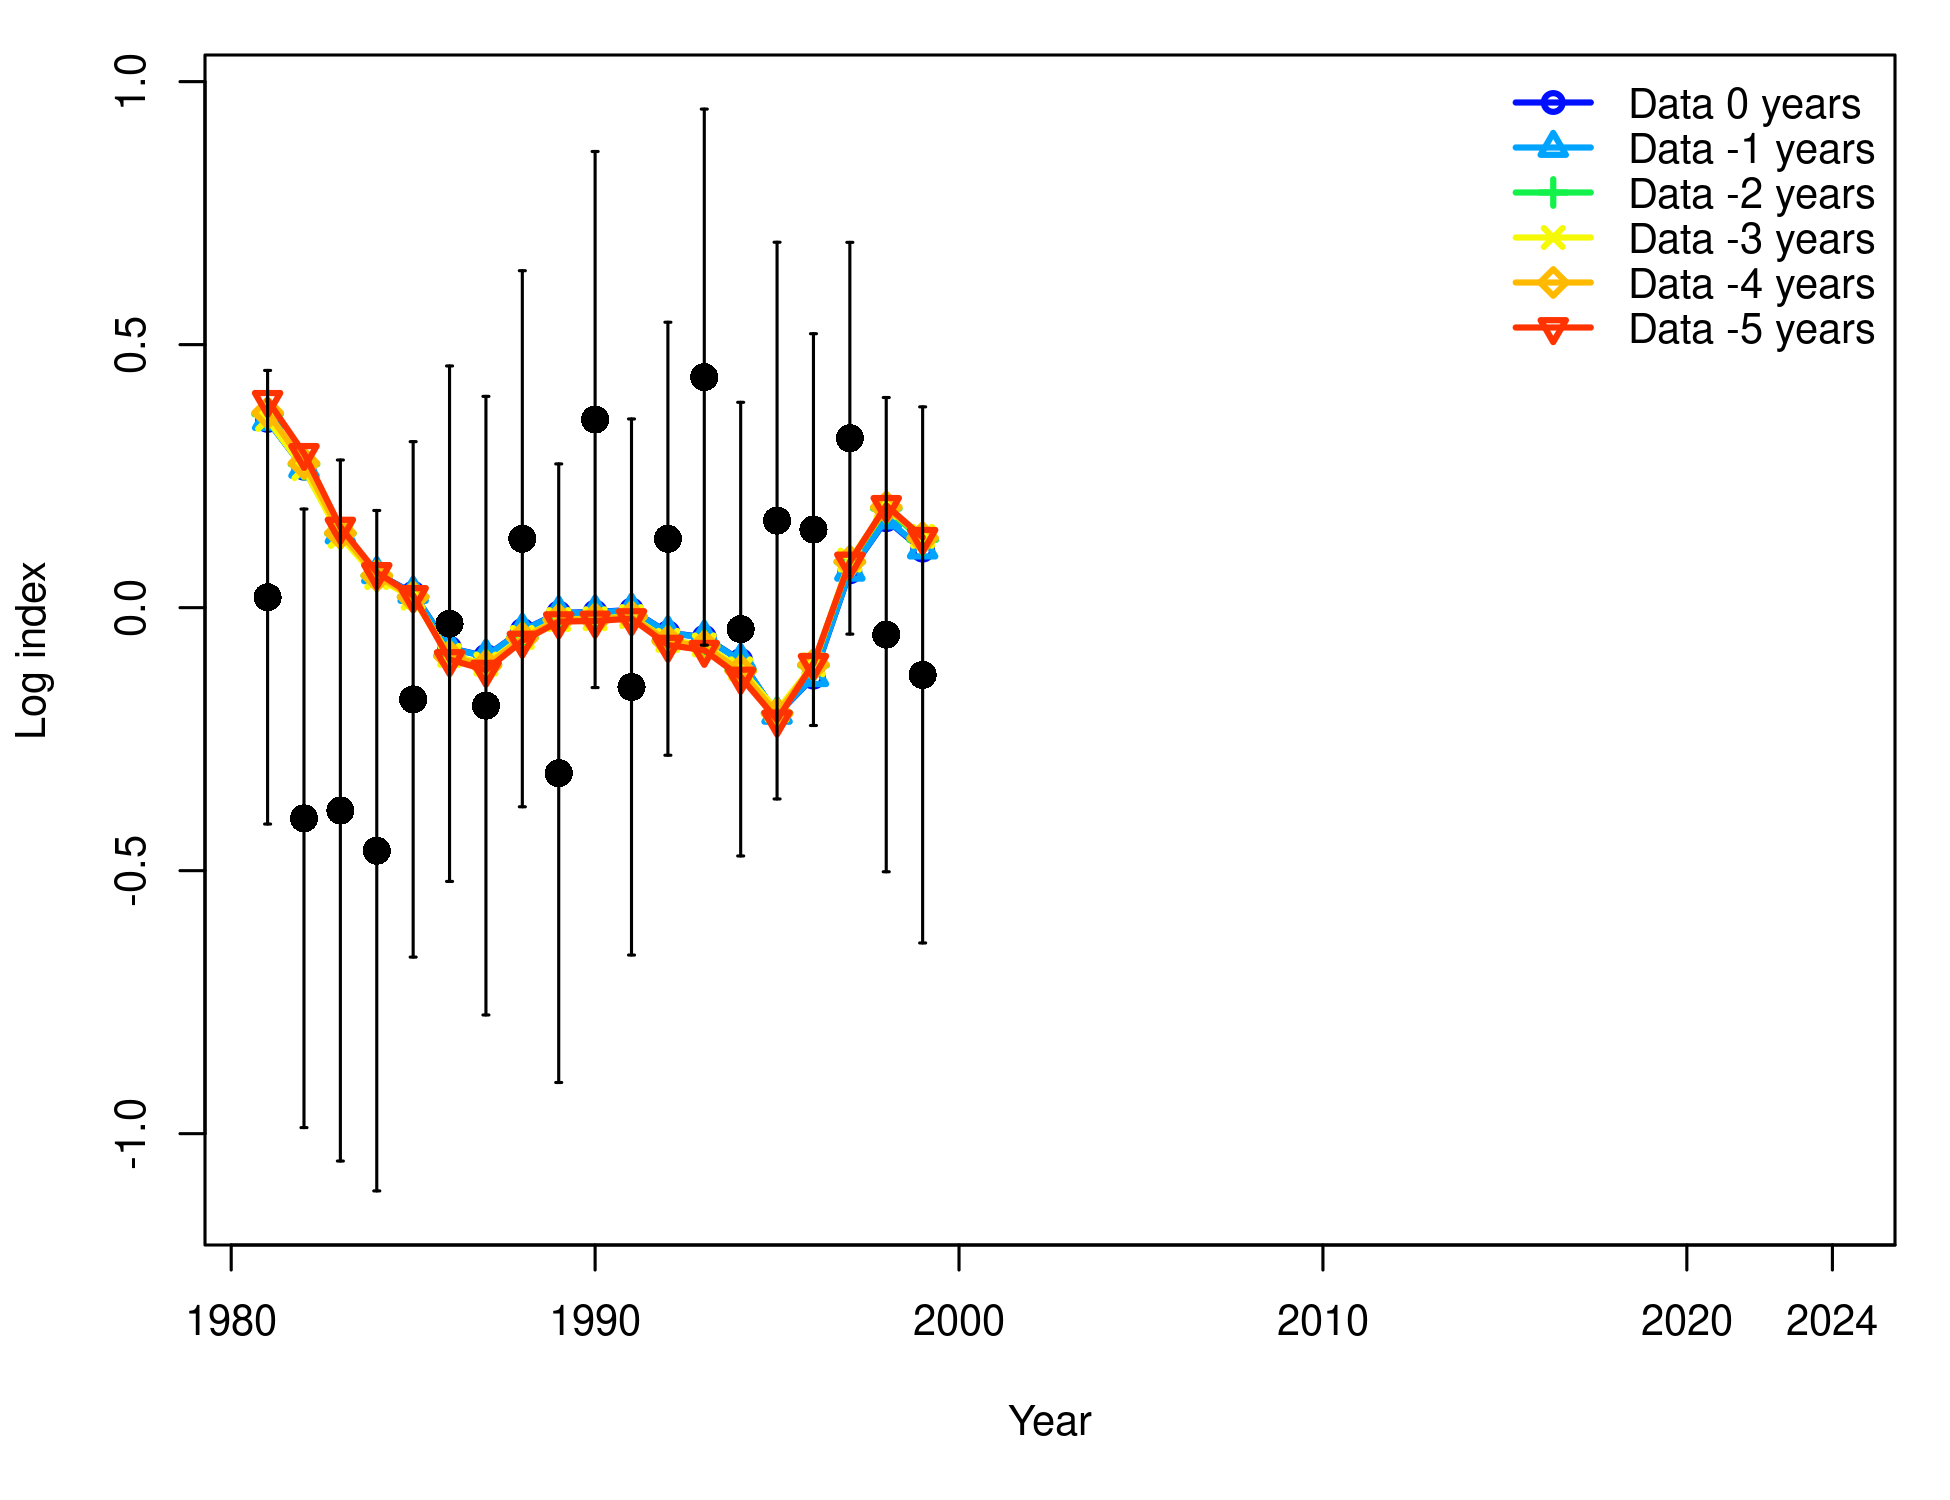 1.0
0.5
0.0
-0.5
-1.0
Log index
Data 0 years
Data -1 years
Data -2 years
Data -3 years
Data -4 years
Data -5 years
1980 1990 2000 2010 2020 2024
Year